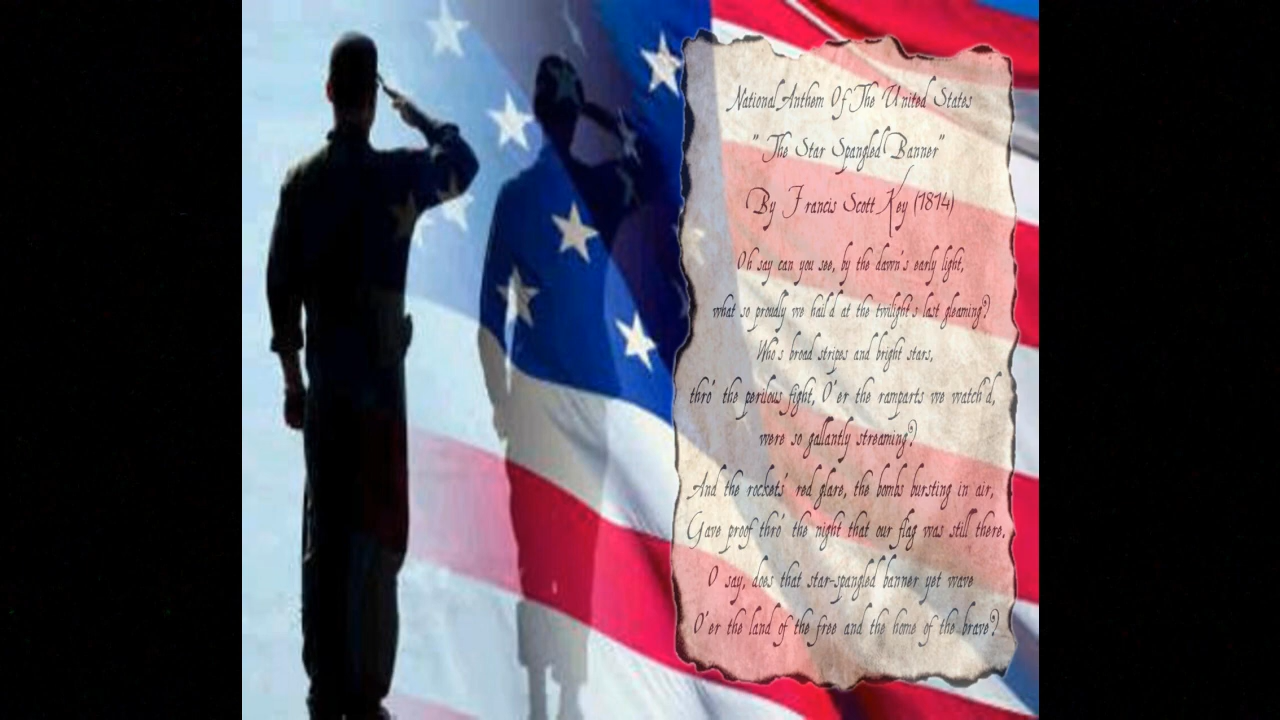 National Anthem Of The United States
"The Star Spangled Banner"
By Francis Scott Key (1814)
Oh say can you see, by the dawn's early light,
what so proudly we hail'd at the twilight's last gleaming?
Who's broad stripes and bright stars,
thro' the perilous fight, O'er the ramparts we watch'd,
were so gallantly streaming?
And the rockets' red glare, the bombs bursting in air,
Gave proof thro' the night that our flag was still there.
O say, does that star-spangled banner yet wave
O'er the land of the free and the home of the brave?